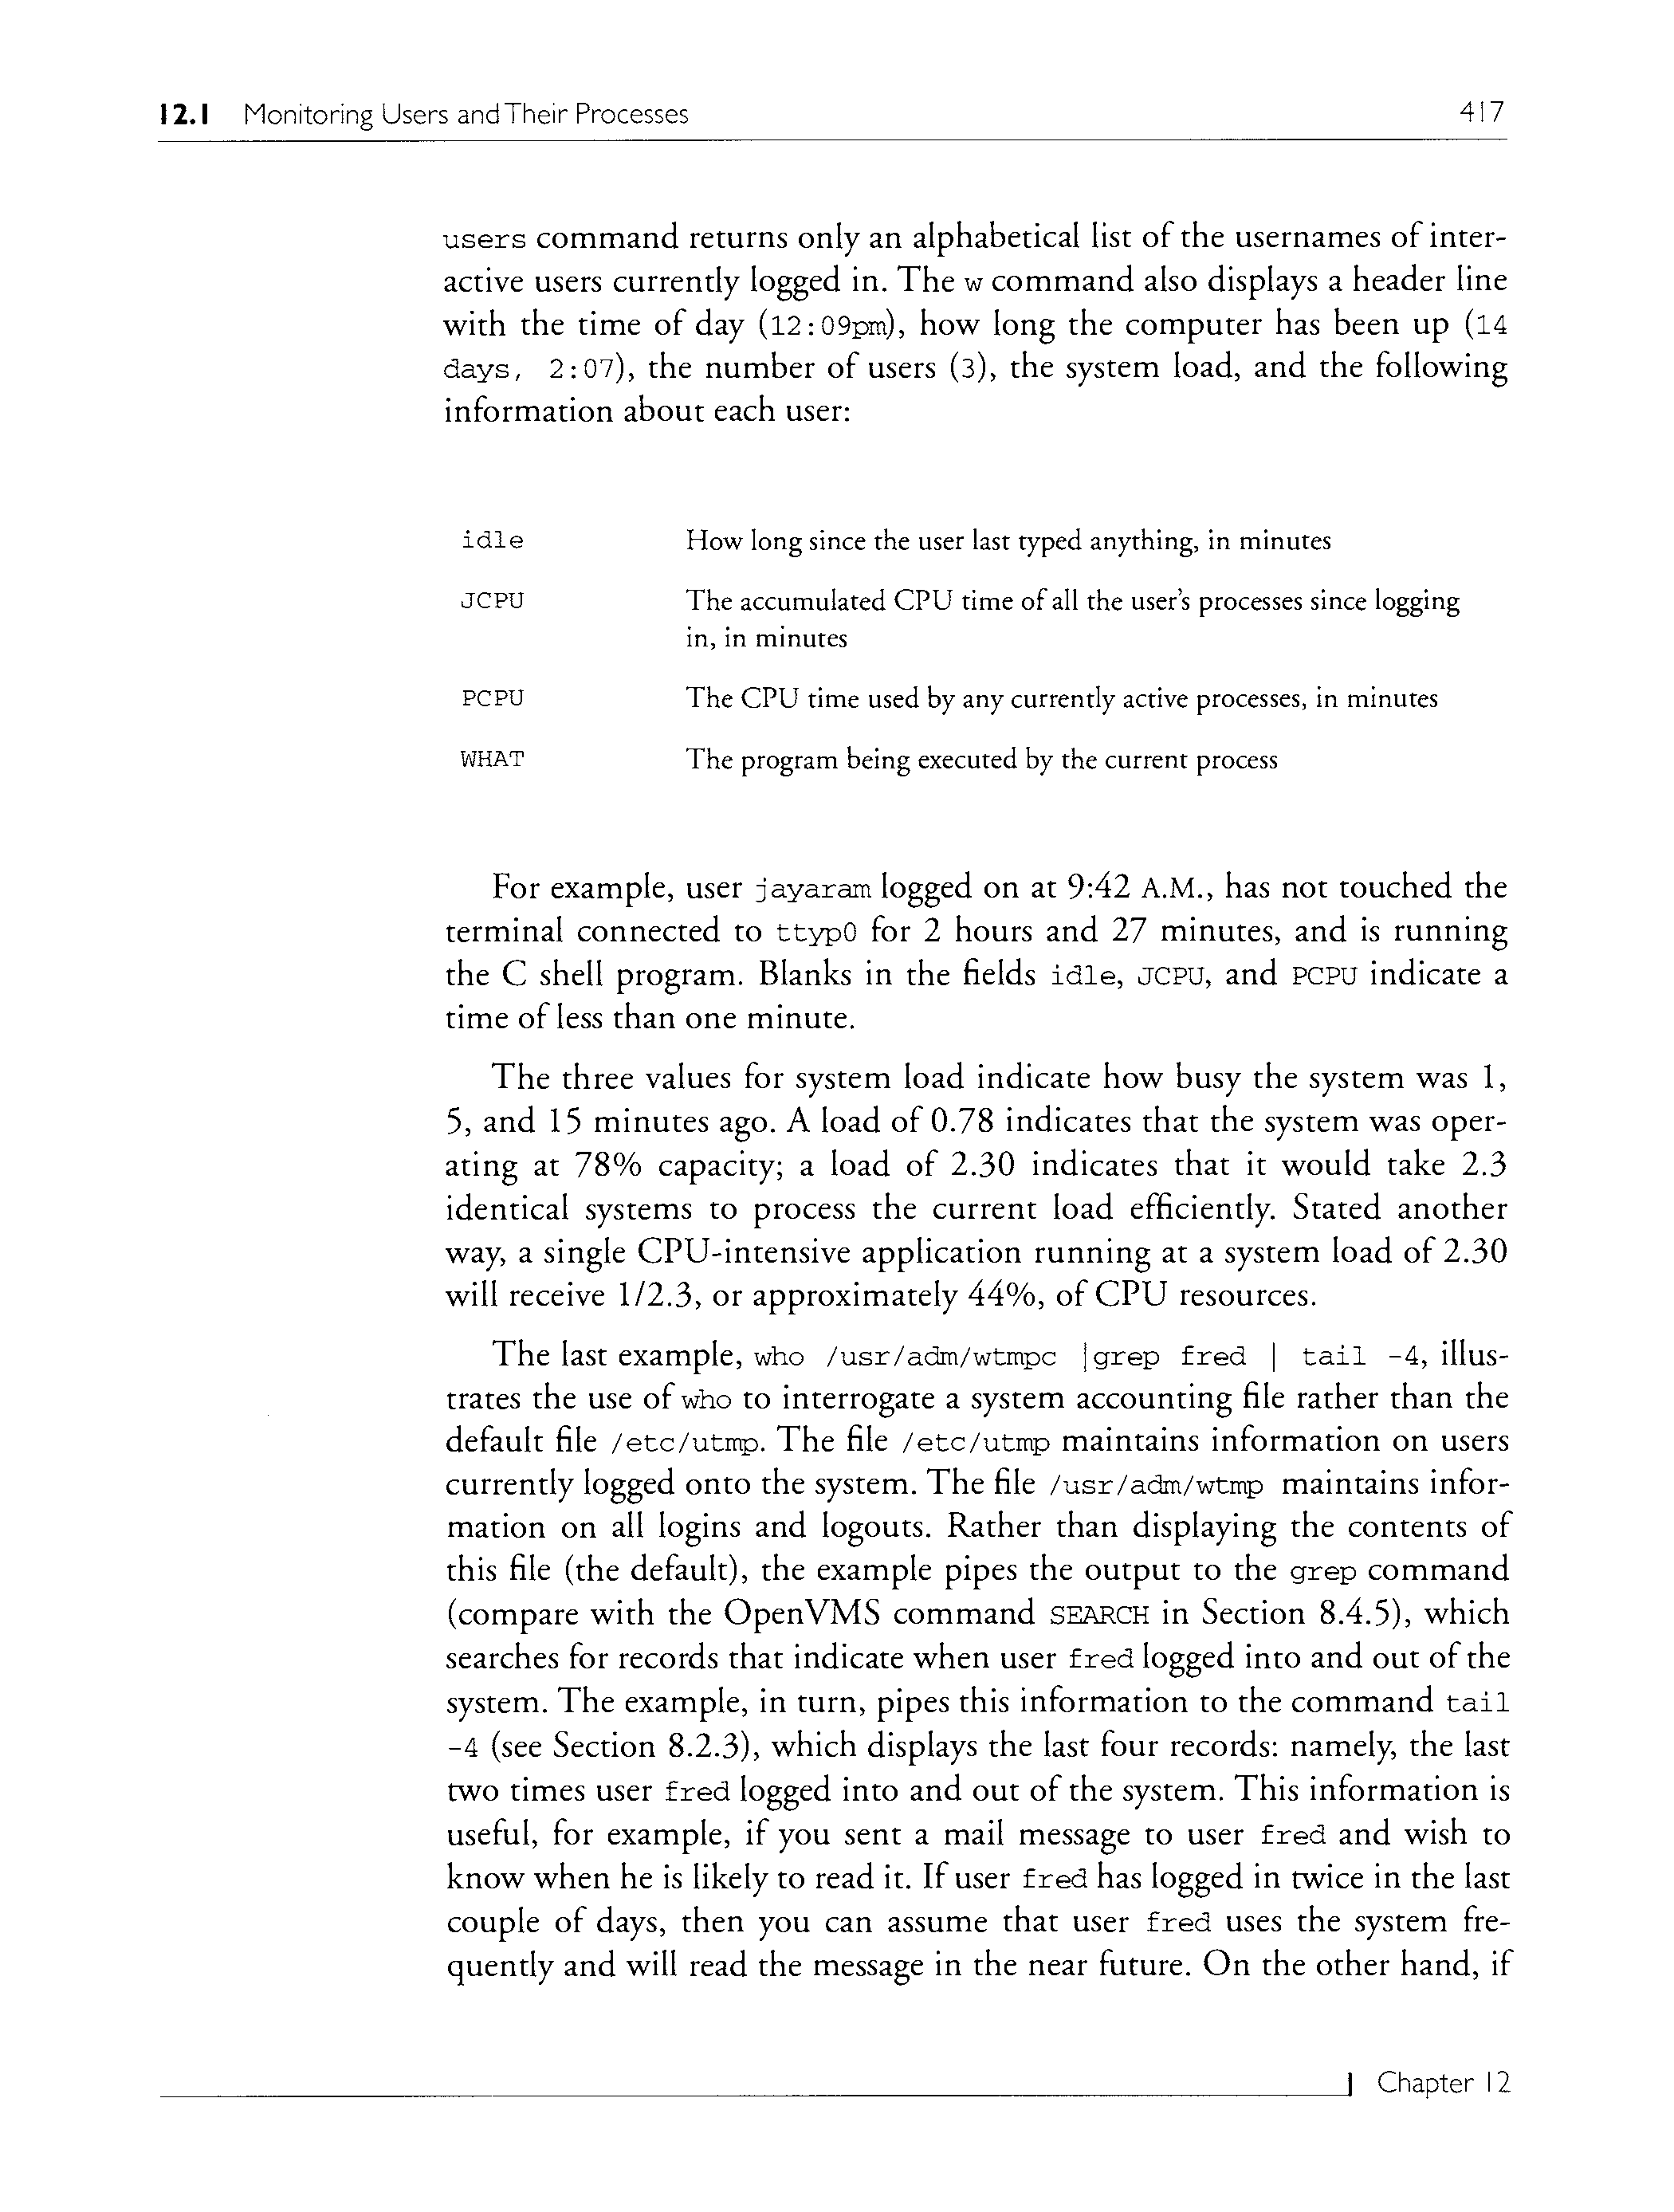 12.1 Monitoring Users and Their Processes 417
users command returns only an alphabetical list of the usernames of inter-
active users currently logged in. The w command also displays a header line
with the time of day (12:09pm), how long the computer has been up (14
days, 2:07), the number of users (3), the system load, and the following
information about each user:
idle How long since the user last typed anything, in minutes
JCPU The accumulated CPU time of all the user's processes since logging
in, in minutes
PCPU The CPU time used by any currently active processes, in minutes
WHAT The program being executed by the current process
For example, user jayaram logged on at 9:42 A.M., has not touched the
terminal connected to ttyp0 for 2 hours and 27 minutes, and is running
the C shell program. Blanks in the fields idle, JCPU, and PCPU indicate a
time of less than one minute.
The three values for system load indicate how busy the system was 1,
5, and 15 minutes ago. A load of 0.78 indicates that the system was oper-
ating at 78% capacity; a load of 2.30 indicates that it would take 2.3
identical systems to process the current load efficiently. Stated another
way, a single CPU-intensive application running at a system load of 2.30
will receive 1/2.3, or approximately 44%, of CPU resources.
The last example, who /usr/adm/wtmpc |grep fred | tail -4, illus-
trates the use of who to interrogate a system accounting file rather than the
default file /etc/utmp. The file /etc/utmp maintains information on users
currently logged onto the system. The file /usr/adm/wtmp maintains infor-
mation on all logins and logouts. Rather than displaying the contents of
this file (the default), the example pipes the output to the grep command
(compare with the OpenVMS command SEARCH in Section 8.4.5), which
searches for records that indicate when user fred logged into and out of the
system. The example, in turn, pipes this information to the command tail
-4 (see Section 8.2.3), which displays the last four records: namely, the last
two times user fred logged into and out of the system. This information is
useful, for example, if you sent a mail message to user fred and wish to
know when he is likely to read it. If user fred has logged in twice in the last
couple of days, then you can assume that user fred uses the system fre-
quently and will read the message in the near future. On the other hand, if
Chapter 12